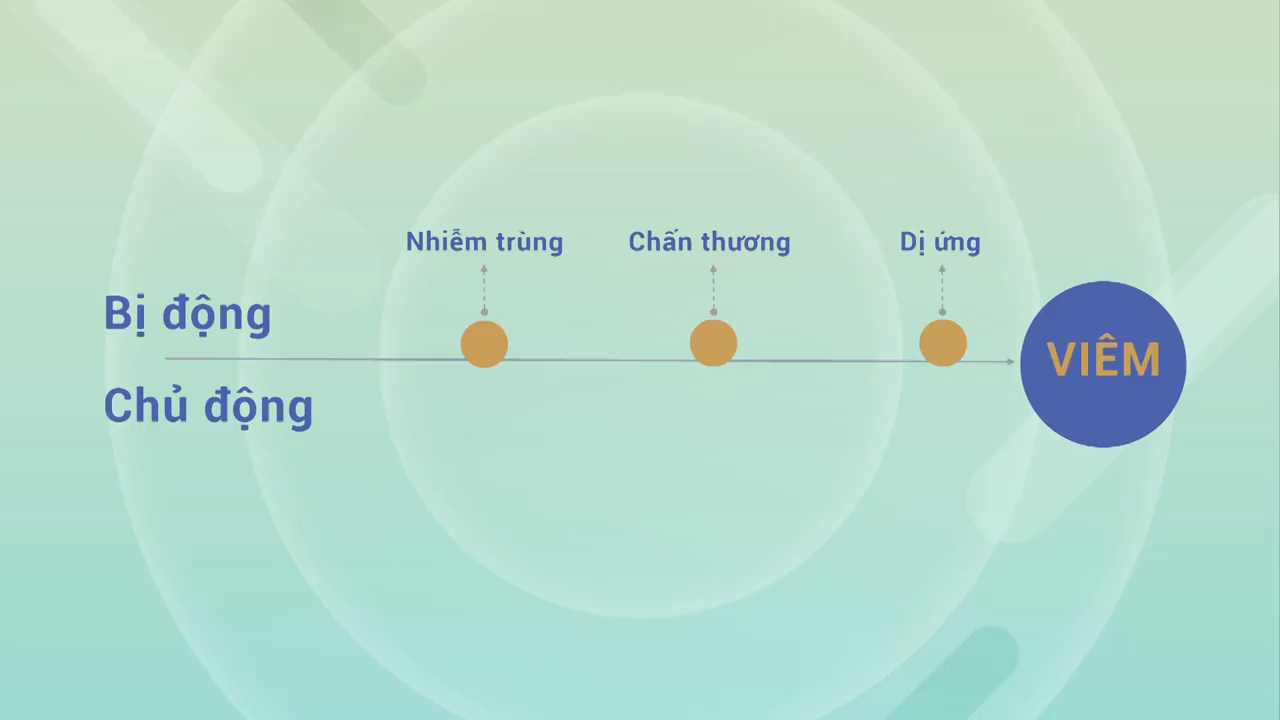 Nhiễm trùng
Chấn thương
Dị ứng
Bị động
VIÊM
Chủ động